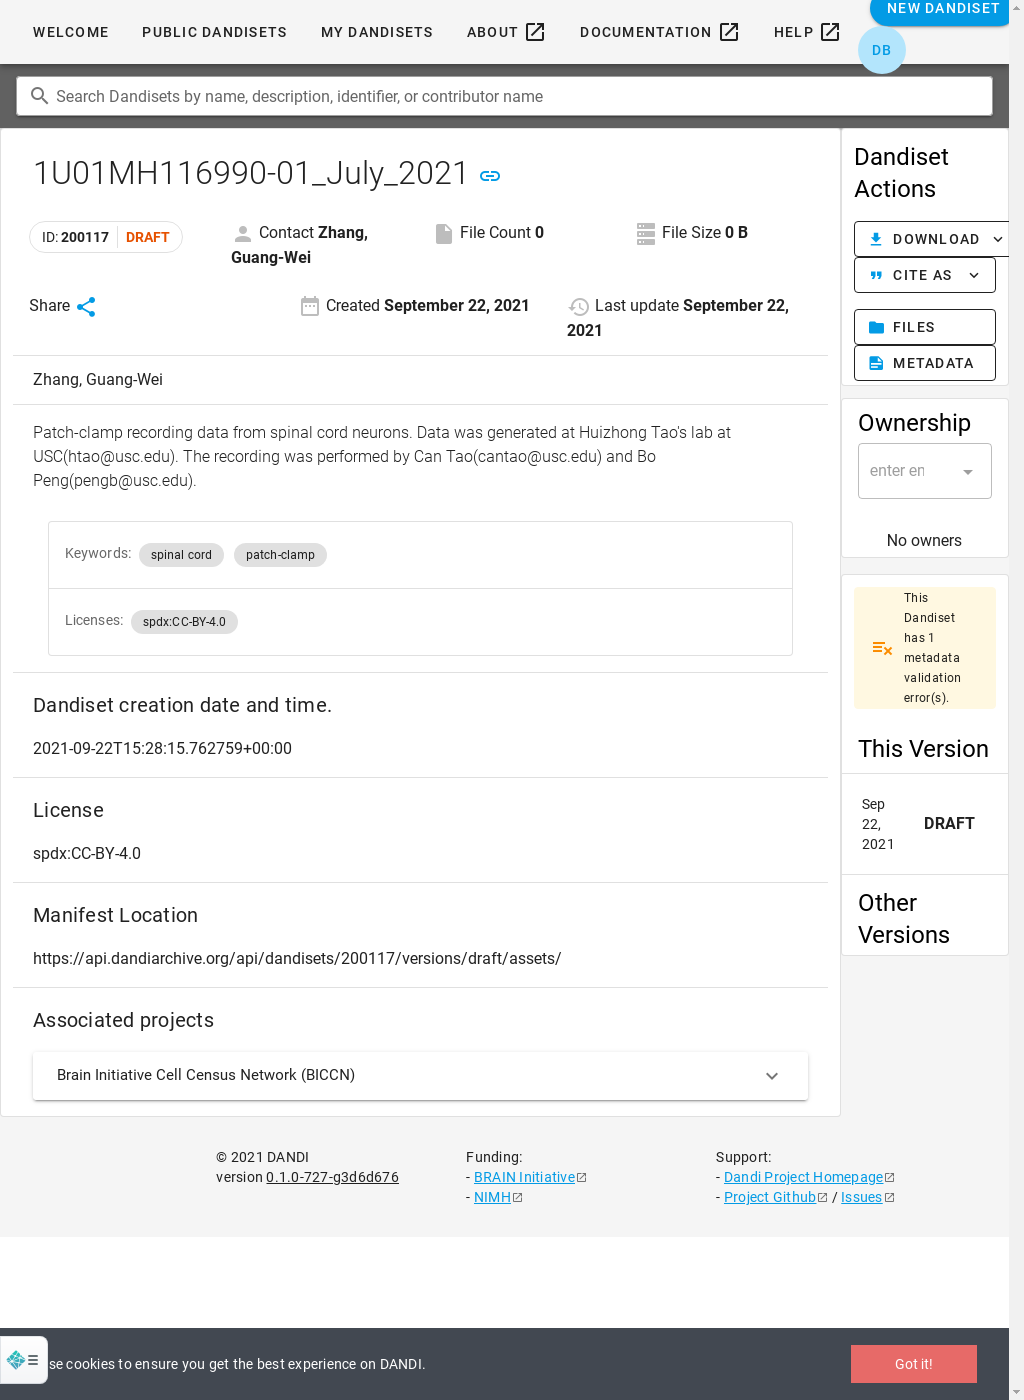 NEW DANDISET
WELCOME PUBLIC DANDISETS MY DANDISETS ABOUT DOCUMENTATION HELP
DB
Search Dandisets by name, description, identifier, or contributor name
1U01MH116990-01_July_2021
ID: 200117 DRAFT
Contact Zhang,
Guang-Wei
File Count 0
File Size 0 B
Share
Created September 22, 2021
Last update September 22,
2021
Zhang, Guang-Wei
Patch-clamp recording data from spinal cord neurons. Data was generated at Huizhong Tao's lab at
USC(htao@usc.edu). The recording was performed by Can Tao(cantao@usc.edu) and Bo
Peng(pengb@usc.edu).
Keywords: spinal cord patch-clamp
Licenses: spdx:CC-BY-4.0
Dandiset creation date and time.
2021-09-22T15:28:15.762759+00:00
License
spdx:CC-BY-4.0
Manifest Location
https://api.dandiarchive.org/api/dandisets/200117/versions/draft/assets/
Associated projects
Brain Initiative Cell Census Network (BICCN)
Dandiset
Actions
DOWNLOAD
CITE AS
FILES
METADATA
Ownership
enter
No owners
This
Dandiset
has 1
metadata
validation
error(s).
This Version
Sep
22,
2021
DRAFT
Other
Versions
© 2021 DANDI
version 0.1.0-727-g3d6d676
Funding:
- BRAIN Initiative
- NIMH
Support:
- Dandi Project Homepage
- Project Github / Issues
cookies to ensure you get the best experience on DANDI.
Got it!